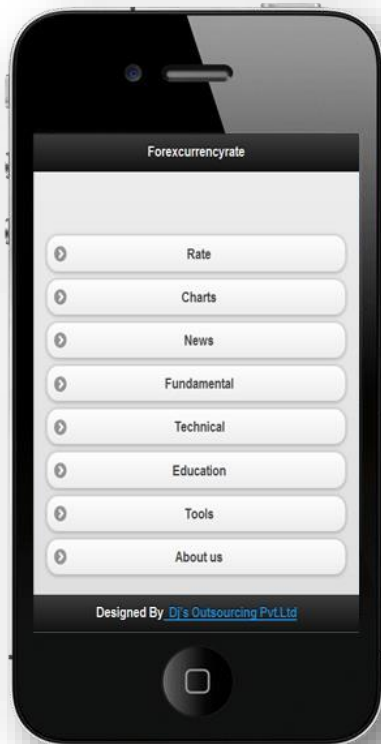 Forexcurrencyrate
Rate
Charts
News
Fundamental
Technical
Education
Tools
About us
Designed By Dj's Outsourcing Pvt.Ltd